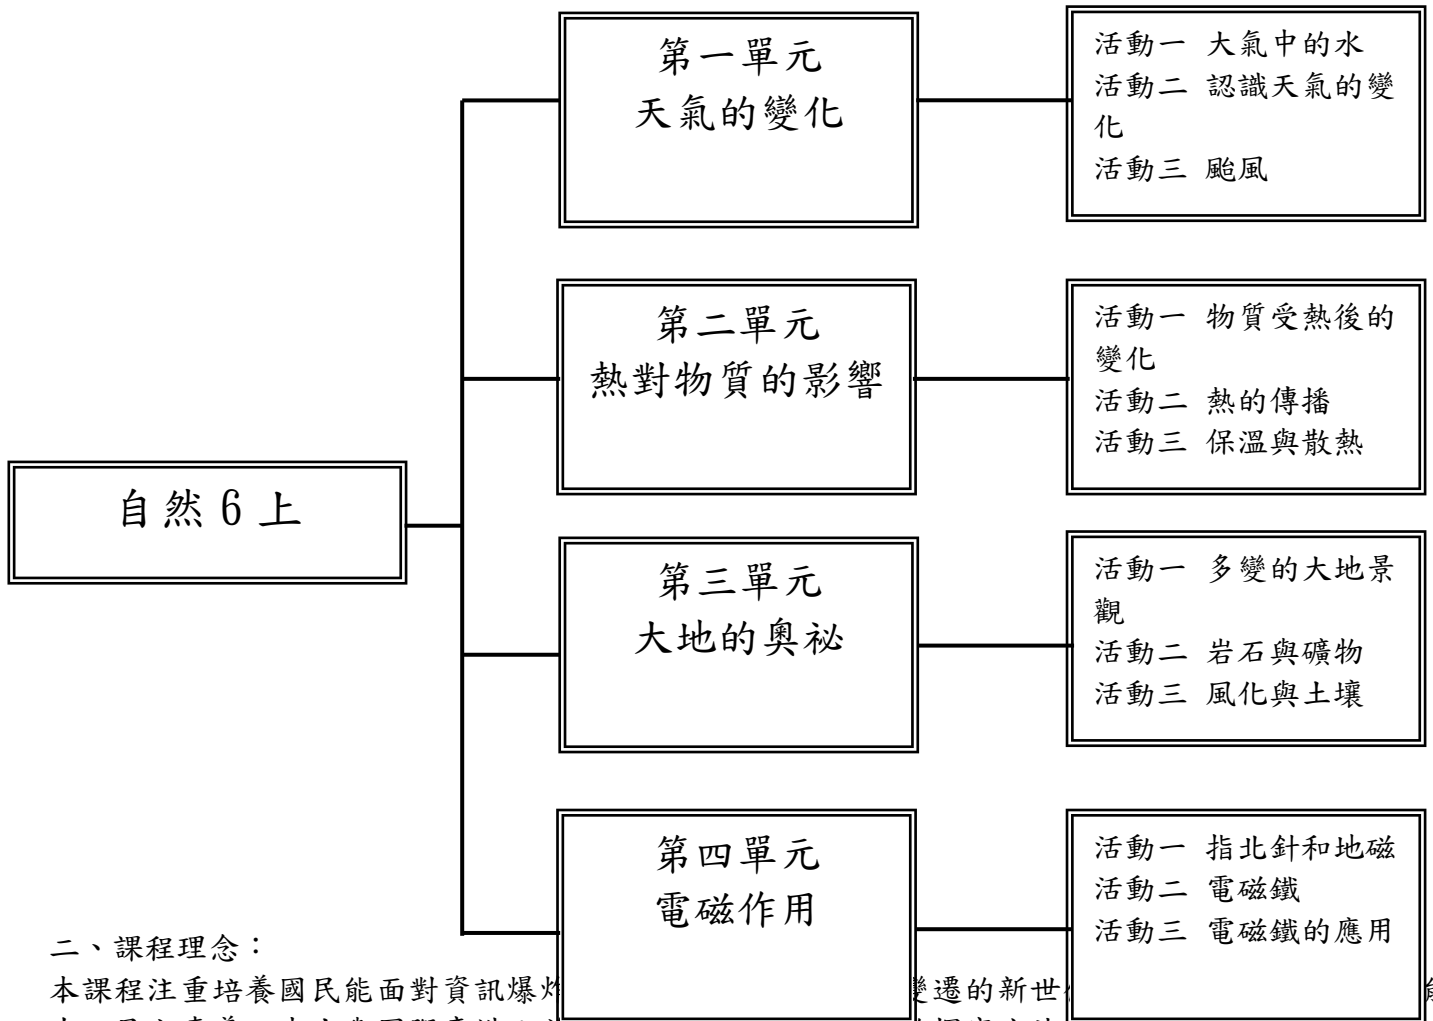 自然 6 上
第一單元
天氣的變化
活動一 大氣中的水
活動二 認識天氣的變
化
活動三 颱風
第二單元
熱對物質的影響
活動一 物質受熱後的
變化
活動二 熱的傳播
活動三 保溫與散熱
第三單元
大地的奧祕
活動一 多變的大地景
觀
活動二 岩石與礦物
活動三 風化與土壤
第四單元
電磁作用
活動一 指北針和地磁
活動二 電磁鐵
活動三 電磁鐵的應用
二、課程理念：
本課程注重培養國民能面對資訊爆 變遷的新世